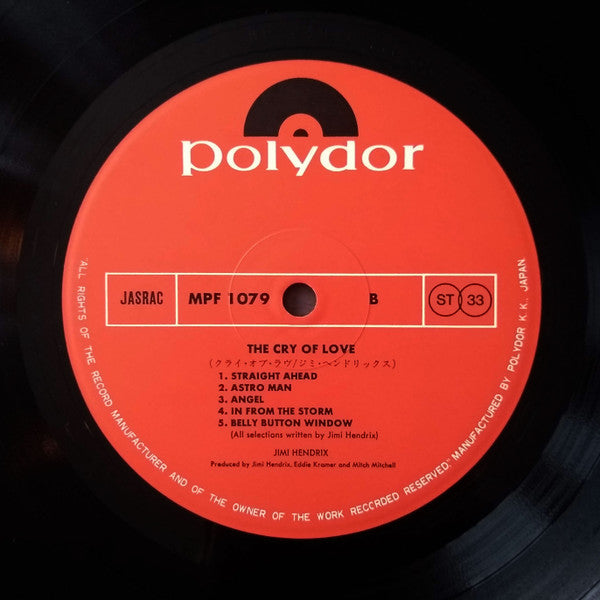 polydor
JASRAC MPF 1079 B ST 33
THE CRY OF LOVE
(クライ・オブ・ラヴ/ジミ・ヘンドリックス)
1. STRAIGHT AHEAD
2. ASTRO MAN
3. ANGEL
4. IN FROM THE STORM
5. BELLY BUTTON WINDOW
(All selections written by Jimi Hendrix)
JIMI HENDRIX
Produced by Jimi Hendrix, Eddie Kramer and Mitch Mitchell
"ALL RIGHTS OF THE RECORD MANUFACTURER AND OF THE OWNER OF THE WORK RECORDED RESERVED." MANUFACTURED BY POLYDOR K.K., JAPAN.